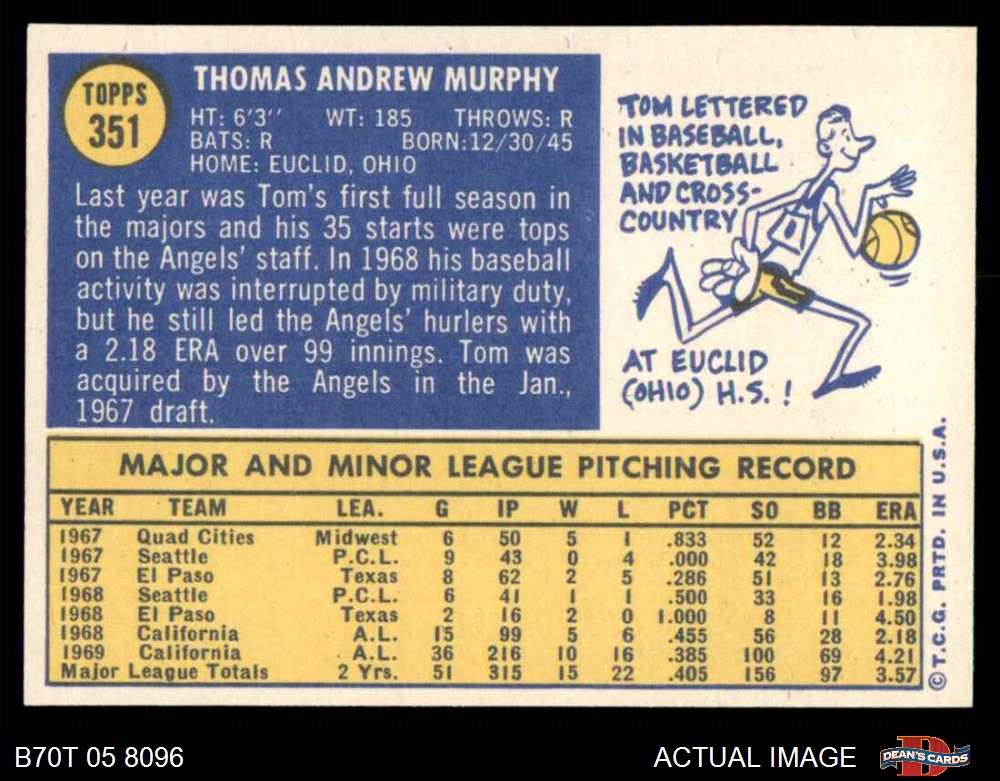 TOPPS
351
THOMAS ANDREW MURPHY
HT: 6'3'' WT: 185 THROWS: R
BATS: R BORN:12/30/45
HOME: EUCLID, OHIO
Last year was Tom's first full season in
the majors and his 35 starts were tops
on the Angels' staff. In 1968 his baseball
activity was interrupted by military duty,
but he still led the Angels' hurlers with
a 2.18 ERA over 99 innings. Tom was
acquired by the Angels in the Jan.,
1967 draft.
TOM LETTERED
IN BASEBALL,
BASKETBALL
AND CROSS-
COUNTRY
AT EUCLID
(OHIO) H.S. !
MAJOR AND MINOR LEAGUE PITCHING RECORD
YEAR TEAM LEA. G IP W L PCT SO BB ERA
1967 Quad Cities Midwest 6 50 5 1 .833 52 12 2.34
1967 Seattle P.C.L. 9 43 0 4 .000 42 18 3.98
1967 El Paso Texas 8 62 2 5 .286 51 13 2.76
1968 Seattle P.C.L. 6 41 1 1 .500 33 16 1.98
1968 El Paso Texas 2 16 2 0 1.000 8 11 4.50
1968 California A.L. 15 99 5 6 .455 56 28 2.18
1969 California A.L. 36 216 10 16 .385 100 69 4.21
Major League Totals 2 Yrs. 51 315 15 22 .405 156 97 3.57
© T.C.G. PRTD. IN U.S.A.
B70T 05 8096
ACTUAL IMAGE
DEAN'S CARDS